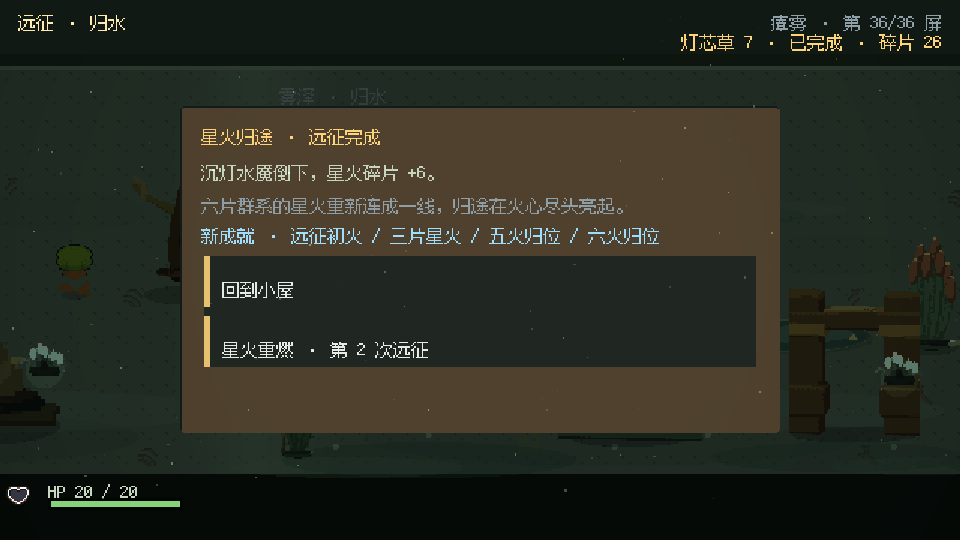 远征 · 归水
瘴雾 · 第 36/36 屏
灯芯草 7 · 已完成 · 碎片 26
雾泽 · 归水
星火归途 · 远征完成
沉灯水魇倒下，星火碎片 +6。
六片群系的星火重新连成一线，归途在火心尽头亮起。
新成就 · 远征初火 / 三片星火 / 五火归位 / 六火归位
回到小屋
星火重燃 · 第 2 次远征
HP 20 / 20